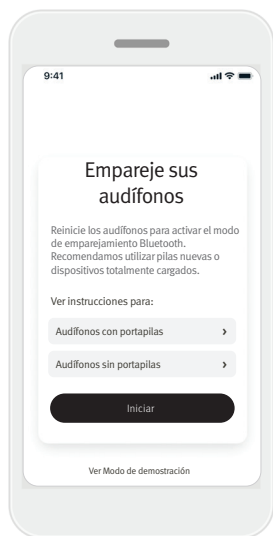 9:41
Empareje sus
audífonos
Reinicie los audífonos para activar el modo
de emparejamiento Bluetooth.
Recomendamos utilizar pilas nuevas o
dispositivos totalmente cargados.
Ver instrucciones para:
Audífonos con portapilas
Audífonos sin portapilas
Iniciar
Ver Modo de demostración